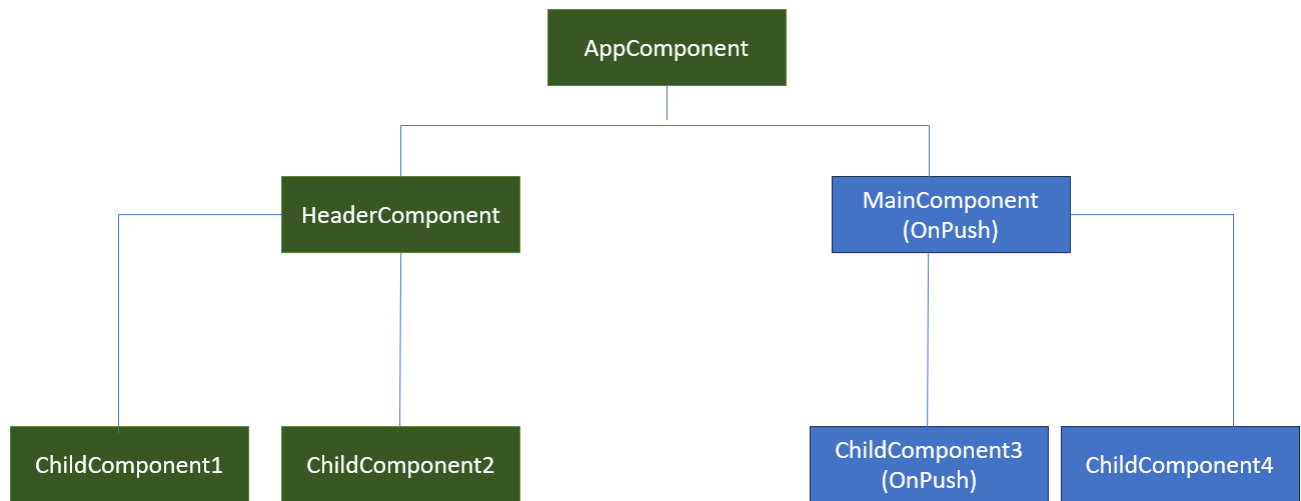 AppComponent
HeaderComponent
MainComponent
(OnPush)
ChildComponent1
ChildComponent2
ChildComponent3
(OnPush)
ChildComponent4